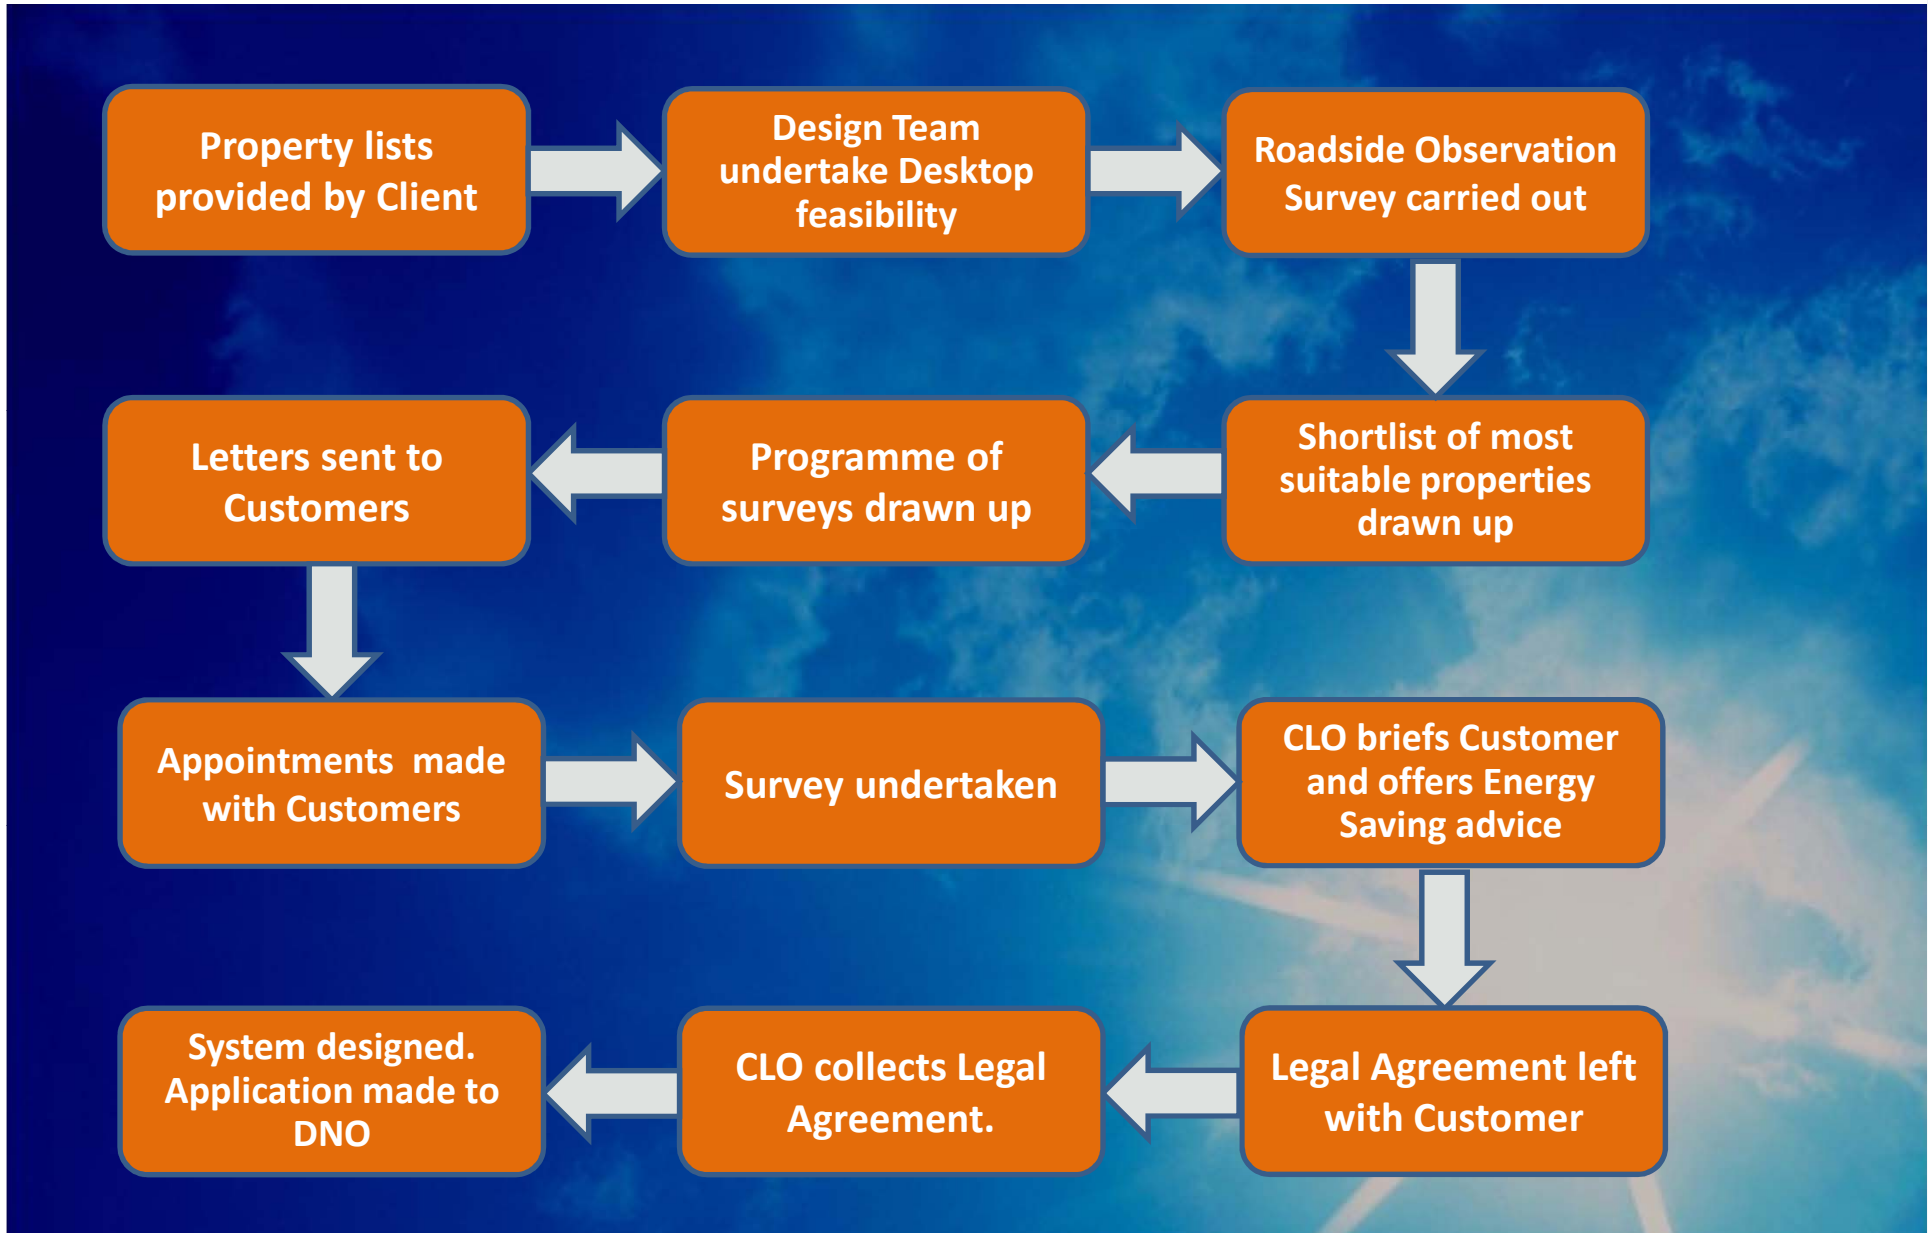 Property lists
provided by Client
Design Team
undertake Desktop
feasibility
Roadside Observation
Survey carried out
Shortlist of most
suitable properties
drawn up
Programme of
surveys drawn up
Letters sent to
Customers
Appointments  made
with Customers
Survey undertaken
CLO briefs Customer
and offers Energy
Saving advice
Legal Agreement left
with Customer
CLO collects Legal
Agreement.
System designed.
Application made to
DNO